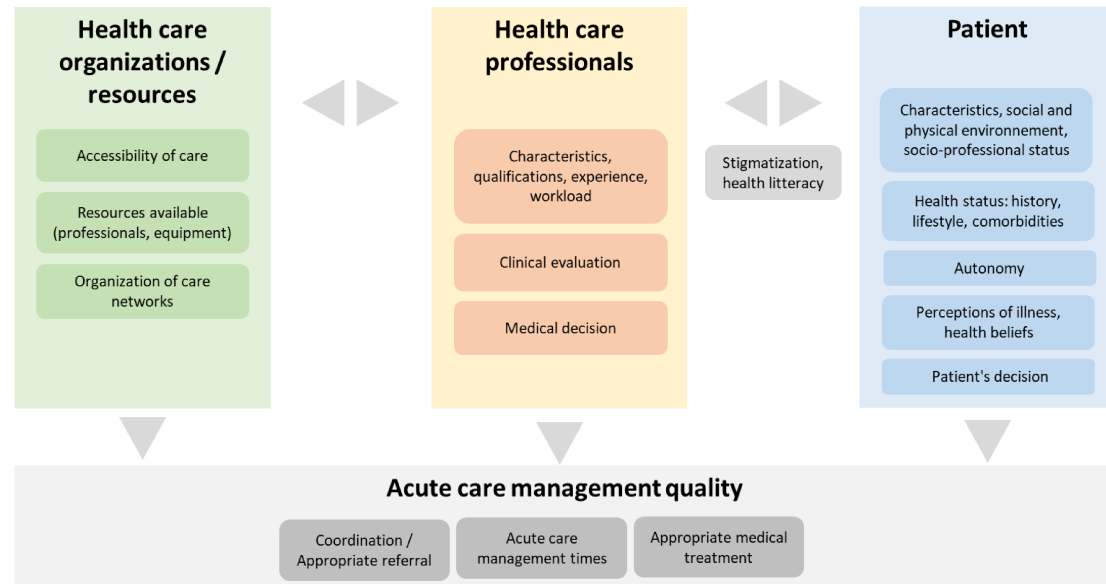 Health care
organizations /
resources
Accessibility of care
Resources available
(professionals, equipment)
Organization of care
networks
Health care
professionals
Characteristics,
qualifications, experience,
workload
Clinical evaluation
Medical decision
Stigmatization,
health litteracy
Patient
Characteristics, social and
physical environnement,
socio-professional status
Health status: history,
lifestyle, comorbidities
Autonomy
Perceptions of illness,
health beliefs
Patient's decision
Acute care management quality
Coordination /
Appropriate referral
Acute care
management times
Appropriate medical
treatment